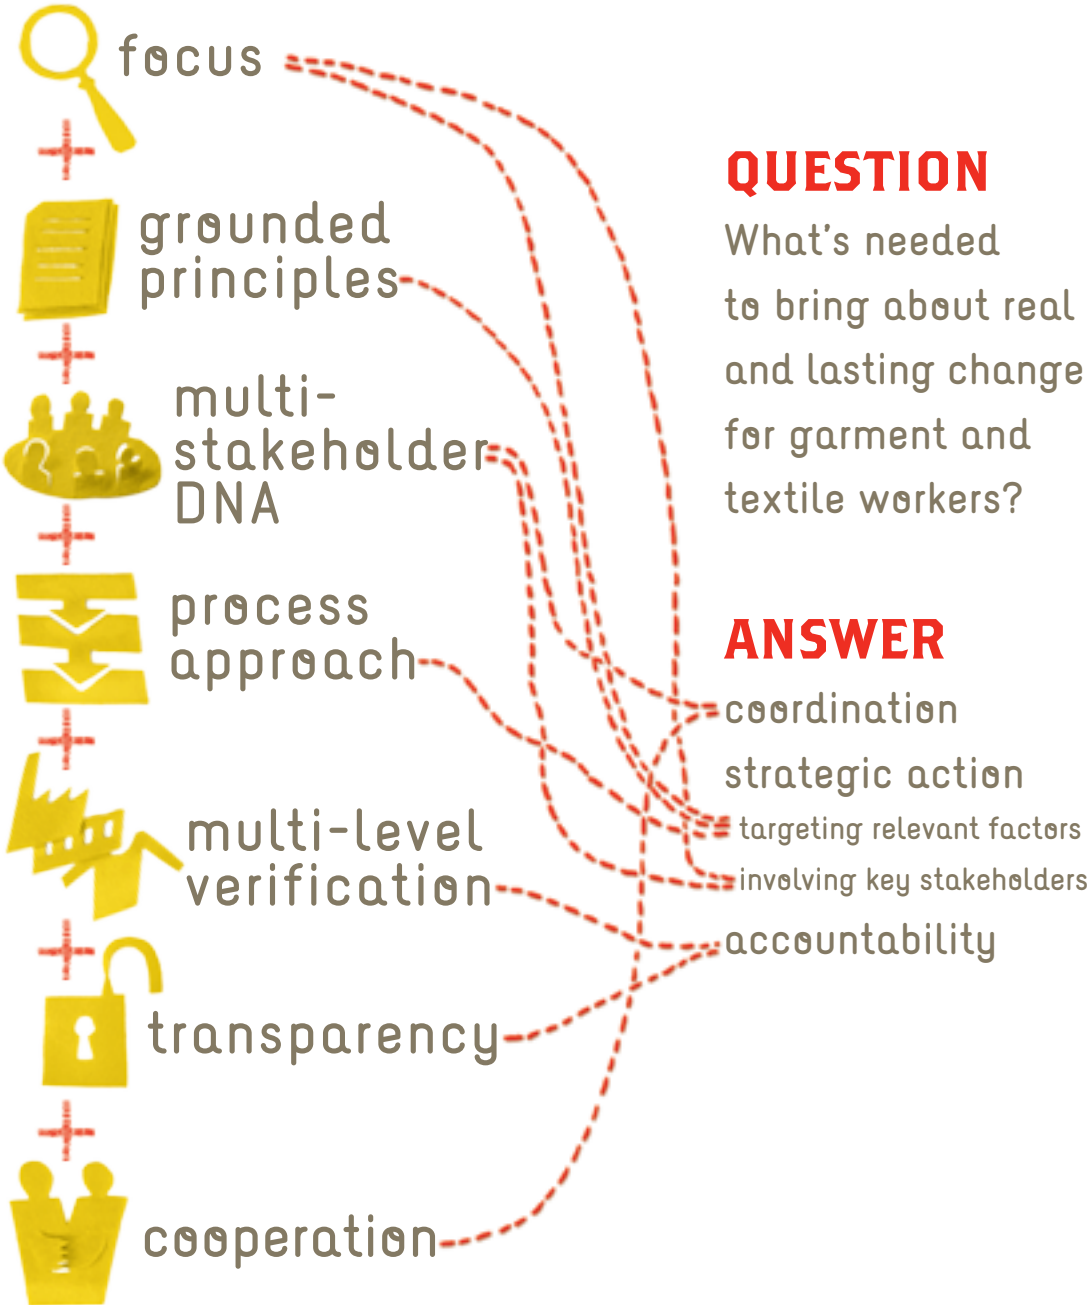 focus
grounded
principles
multi-
stakeholder
DNA
process
approach
multi-level
verification
transparency
cooperation
QUESTION
What's needed
to bring about real
and lasting change
for garment and
textile workers?
ANSWER
coordination
strategic action
targeting relevant factors
involving key stakeholders
accountability